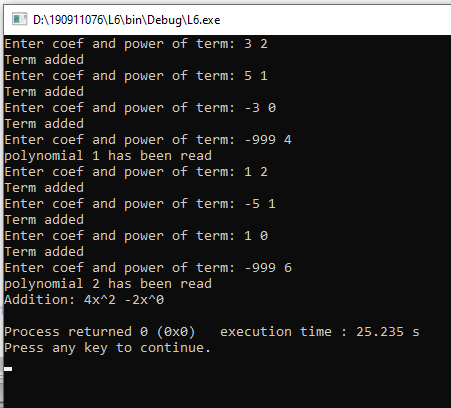 D:\190911076\L6\bin\Debug\L6.exe
Enter coef and power of term: 3 2
Term added
Enter coef and power of term: 5 1
Term added
Enter coef and power of term: -3 0
Term added
Enter coef and power of term: -999 4
polynomial 1 has been read
Enter coef and power of term: 1 2
Term added
Enter coef and power of term: -5 1
Term added
Enter coef and power of term: 1 0
Term added
Enter coef and power of term: -999 6
polynomial 2 has been read
Addition: 4x^2 -2x^0
Process returned 0 (0x0)   execution time : 25.235 s
Press any key to continue.